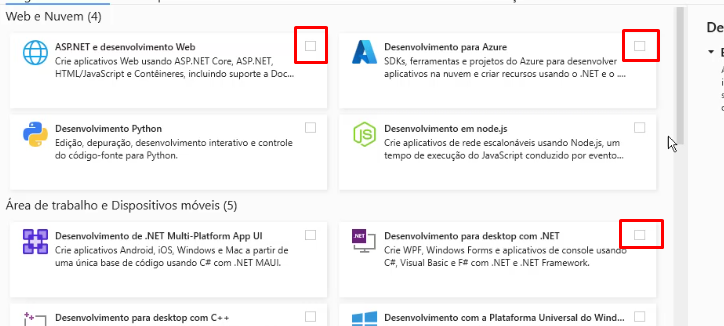 Web e Nuvem (4)
De
ASP.NET e desenvolvimento Web
Crie aplicativos Web usando ASP.NET Core, ASP.NET,
HTML/JavaScript e Contêineres, incluindo suporte a Doc...
Desenvolvimento para Azure
SDKs, ferramentas e projetos do Azure para desenvolver
aplicativos na nuvem e criar recursos usando o .NET e o ....
Desenvolvimento Python
Edição, depuração, desenvolvimento interativo e controle
do código-fonte para Python.
Desenvolvimento em node.js
Crie aplicativos de rede escalonáveis usando Node.js, um
tempo de execução do JavaScript conduzido por evento...
Área de trabalho e Dispositivos móveis (5)
Desenvolvimento de .NET Multi-Platform App UI
Crie aplicativos Android, iOS, Windows e Mac a partir de
uma única base de código usando C# com .NET MAUI.
.NET
Desenvolvimento para desktop com .NET
Crie WPF, Windows Forms e aplicativos de console usando
C#, Visual Basic e F# com .NET e .NET Framework.
Desenvolvimento para desktop com C++
Desenvolvimento com a Plataforma Universal do Wind...